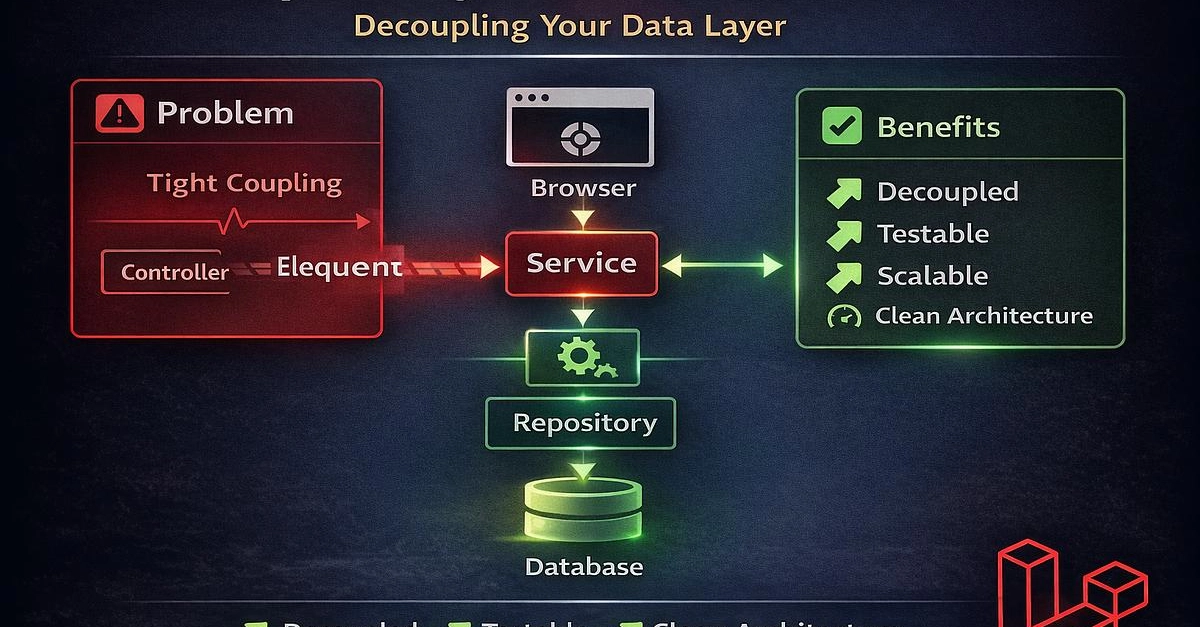 Decoupling Your Data Layer
Problem
Tight Coupling
Controller
Elequent
Browser
Service
Repository
Database
Benefits
Decoupled
Testable
Scalable
Clean Architecture